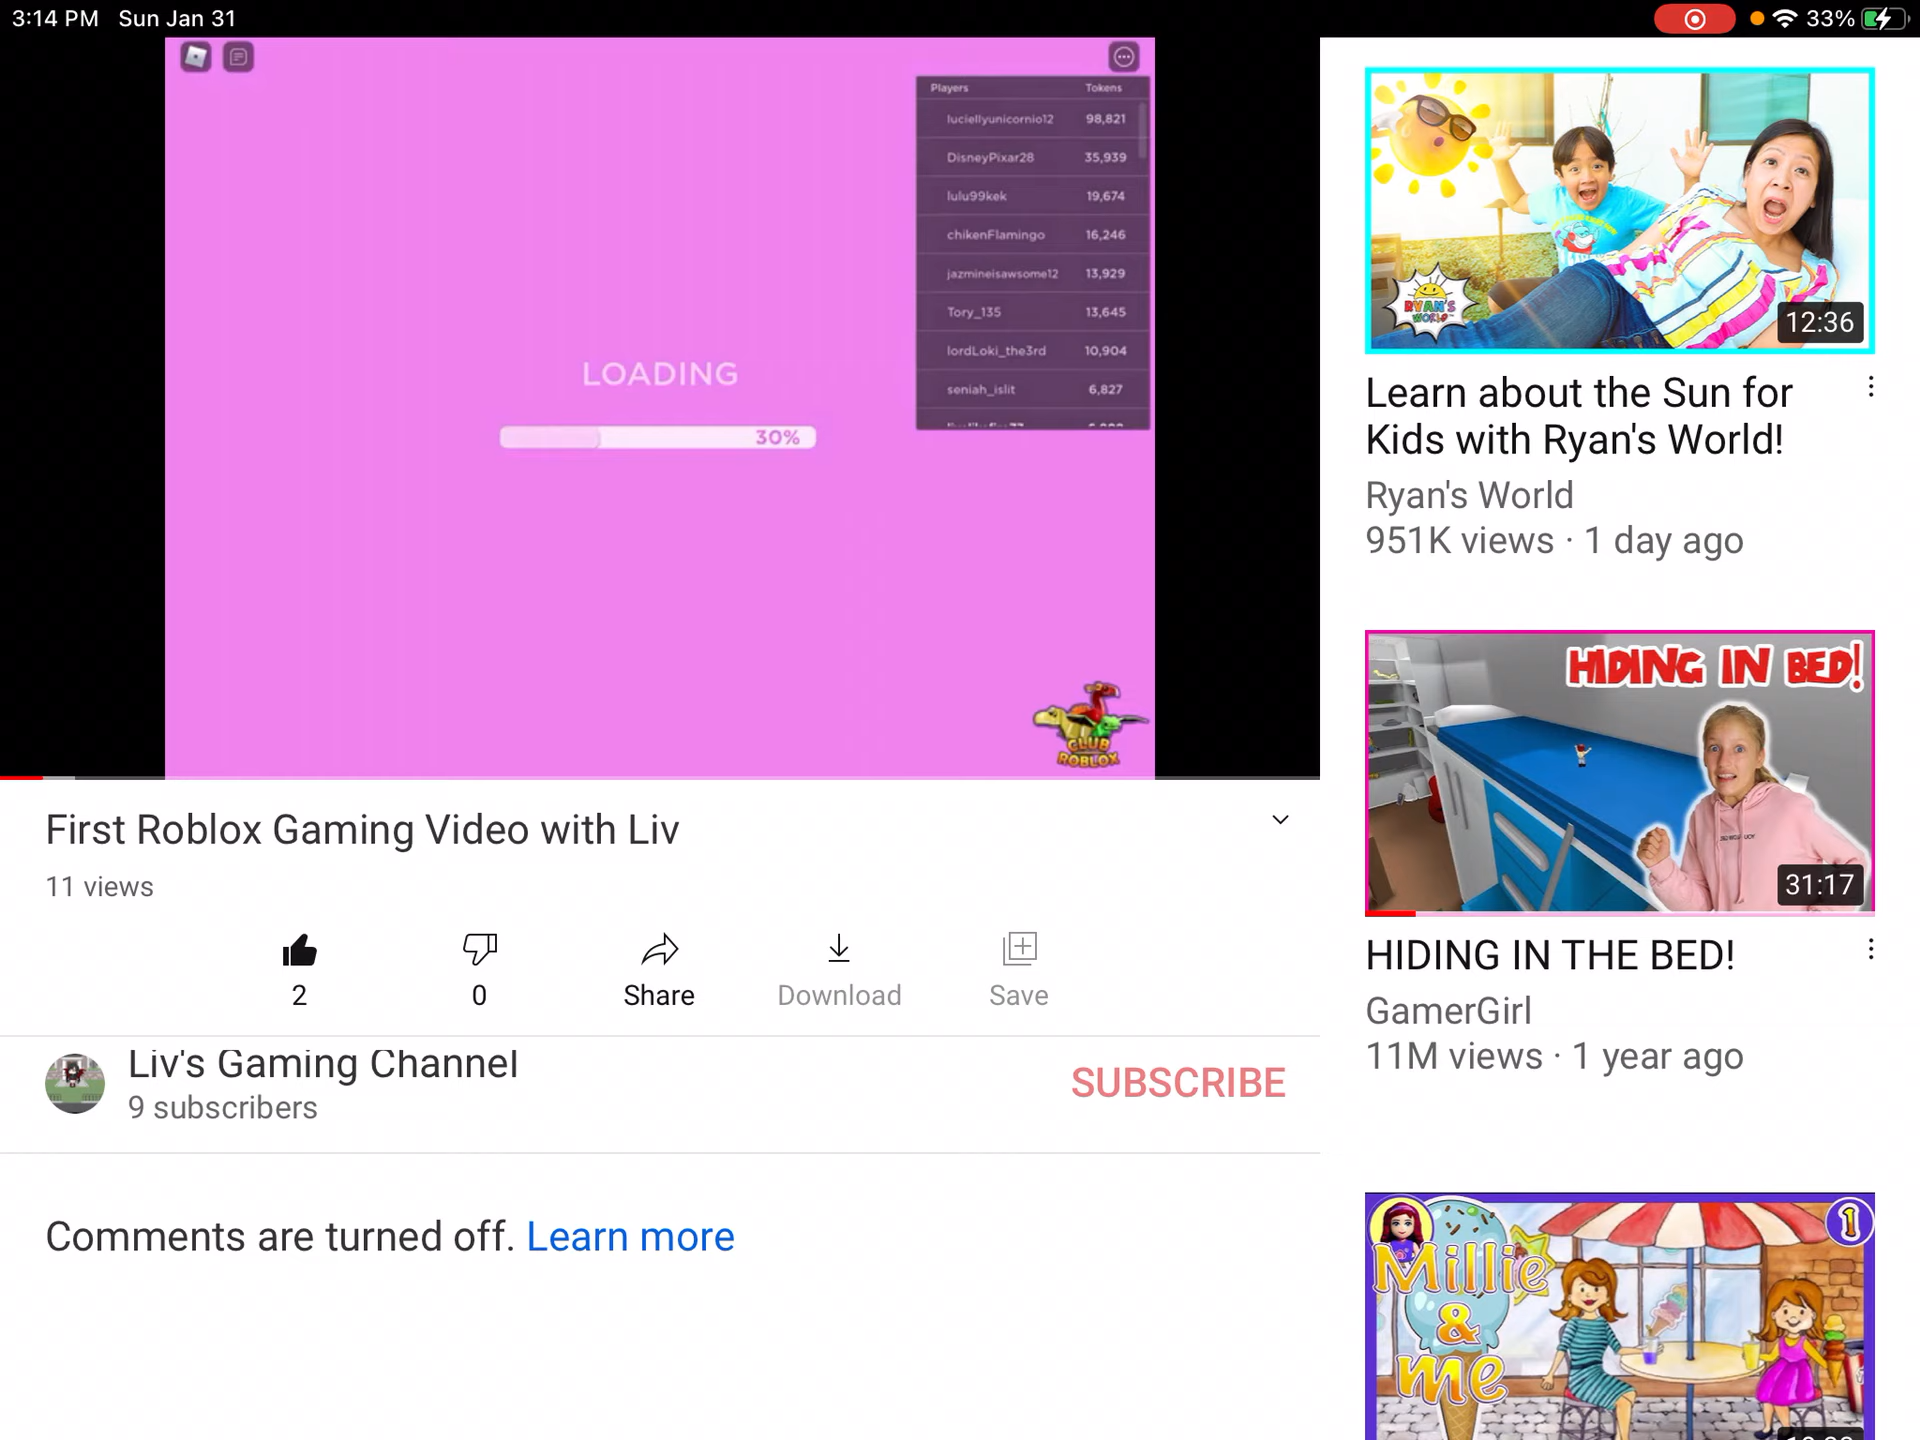 3:14 PM Sun Jan 31
33%
Players Tokens
luciellyunicornio12 98,821
DisneyPixar28 35,939
lulu99kek 19,674
chikenFlamingo 16,246
jazmineisawsome12 13,929
Tory_135 13,645
lordLoki_the3rd 10,904
seniah_islit 6,827
LOADING
30%
CLUB
ROBLOX
First Roblox Gaming Video with Liv
11 views
2
0
Share
Download
Save
Liv's Gaming Channel
9 subscribers
SUBSCRIBE
Comments are turned off. Learn more
RYAN'S
WORLD
12:36
Learn about the Sun for
Kids with Ryan's World!
Ryan's World
951K views · 1 day ago
HIDING IN BED!
31:17
HIDING IN THE BED!
GamerGirl
11M views · 1 year ago
1
Millie
&
me